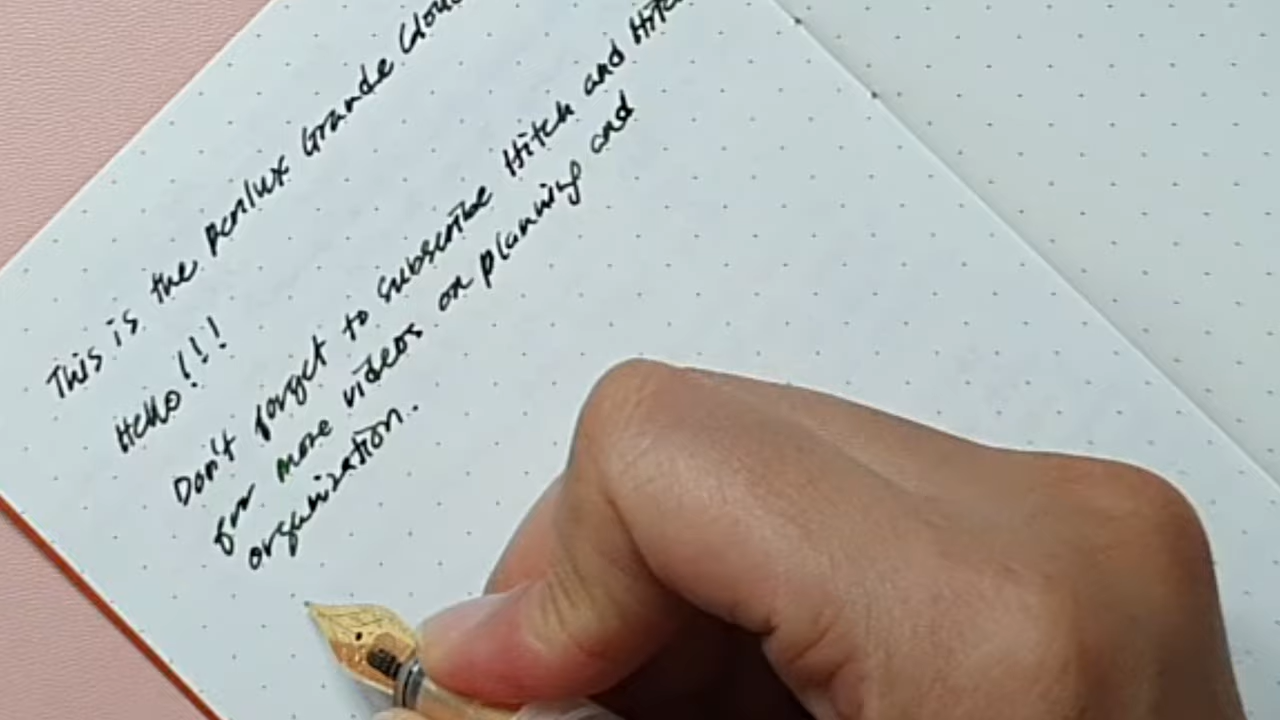 This is the Penlux Grande
Hello!!!
Don't forget to subscribe Hitch and
for more videos on planning and
organization.